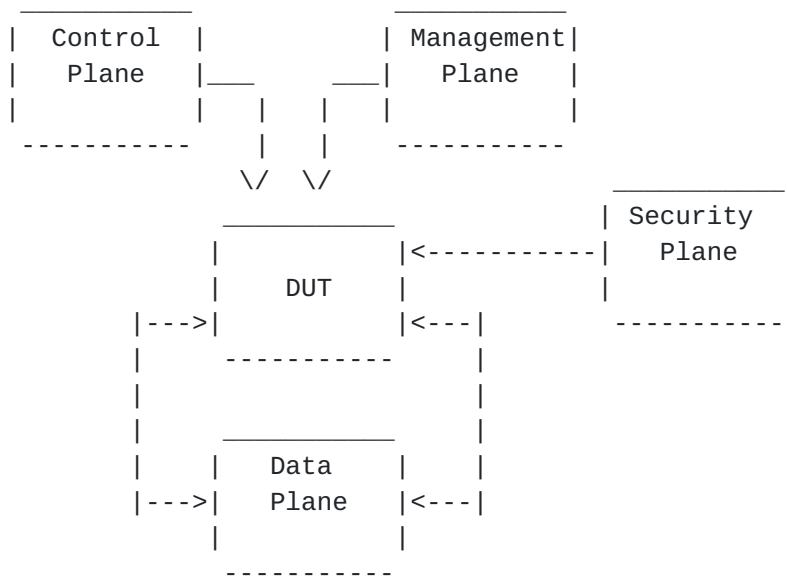 Control
Plane
Management
Plane
Security
Plane
DUT
Data
Plane